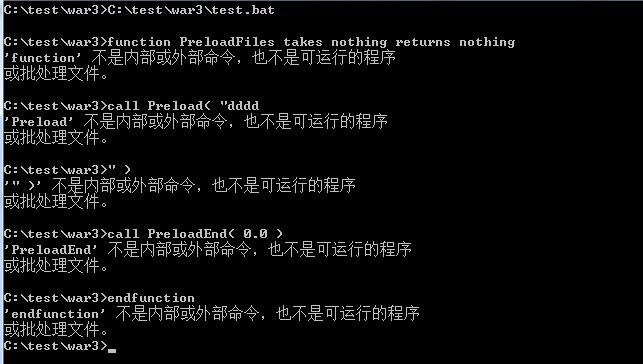 C:\test\war3>C:\test\war3\test.bat
C:\test\war3>function PreloadFiles takes nothing returns nothing
'function' 不是内部或外部命令，也不是可运行的程序
或批处理文件。
C:\test\war3>call Preload( "dddd
'Preload' 不是内部或外部命令，也不是可运行的程序
或批处理文件。
C:\test\war3>" )
'" )' 不是内部或外部命令，也不是可运行的程序
或批处理文件。
C:\test\war3>call PreloadEnd( 0.0 )
'PreloadEnd' 不是内部或外部命令，也不是可运行的程序
或批处理文件。
C:\test\war3>endfunction
'endfunction' 不是内部或外部命令，也不是可运行的程序
或批处理文件。
C:\test\war3>_